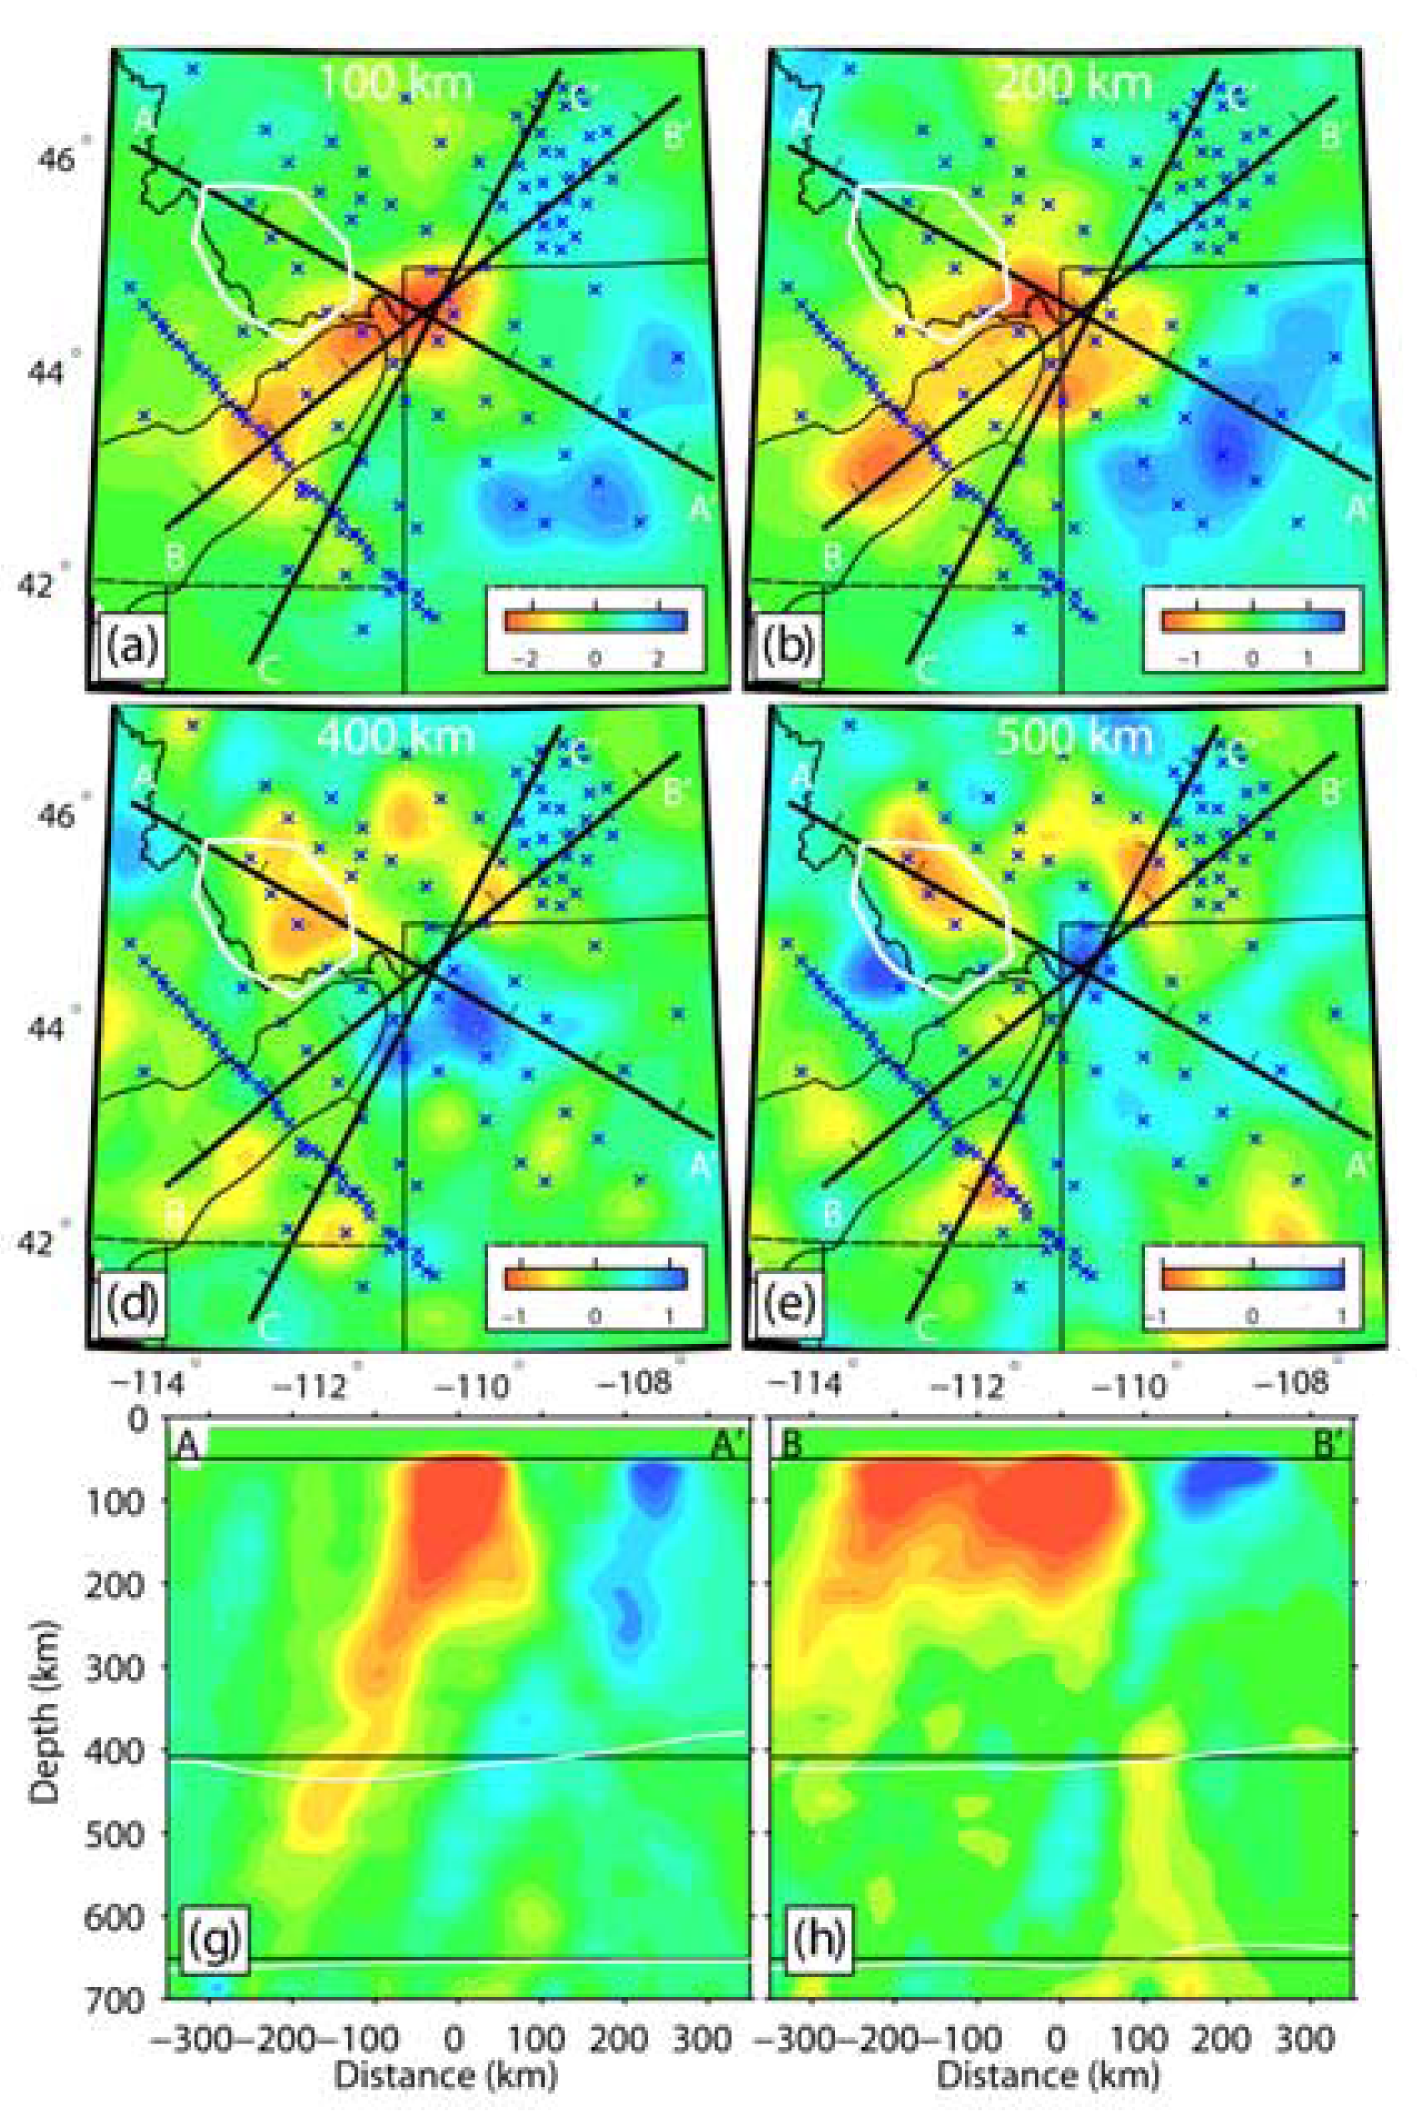 100 km
200 km
A
C'
B'
A
C'
B'
46°
44°
42°
A'
A'
B
B
(a)
C
−2 0 2
(b)
C
−1 0 1
400 km
500 km
A
C'
B'
A
C'
B'
46°
44°
42°
A'
A'
B
B
(d)
C
−1 0 1
(e)
C
−1 0 1
−114° −112° −110° −108°
−114° −112° −110° −108°
0
A
A'
B
B'
100
200
300
400
500
600
700
Depth (km)
(g)
(h)
−300 −200 −100 0 100 200 300
−300 −200 −100 0 100 200 300
Distance (km)
Distance (km)